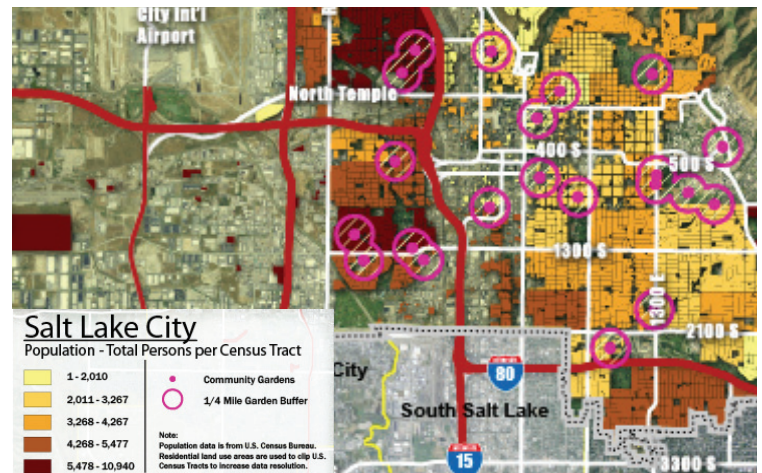 City Int'l
Airport
North Temple
400 S
500 S
1300 S
1300 E
2100 S
Salt Lake City
Population - Total Persons per Census Tract
1 - 2,010
2,011 - 3,267
3,268 - 4,267
4,268 - 5,477
5,478 - 10,940
Community Gardens
1/4 Mile Garden Buffer
Note:
Population data is from U.S. Census Bureau.
Residential land use areas are used to clip U.S.
Census Tracts to increase data resolution.
City
80
South Salt Lake
15
3300 S